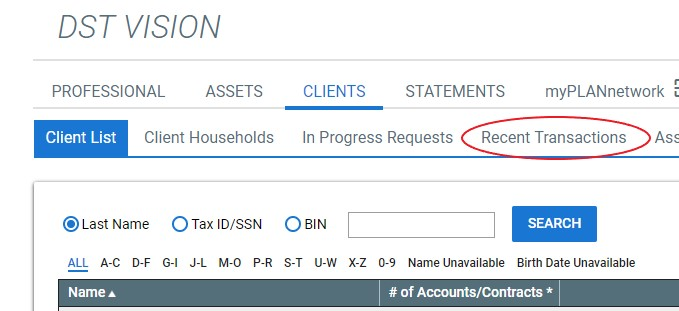 DST VISION
PROFESSIONAL ASSETS CLIENTS STATEMENTS myPLANnetwork
Client List Client Households In Progress Requests Recent Transactions Ass
Last Name Tax ID/SSN BIN SEARCH
ALL A-C D-F G-I J-L M-O P-R S-T U-W X-Z 0-9 Name Unavailable Birth Date Unavailable
Name # of Accounts/Contracts *